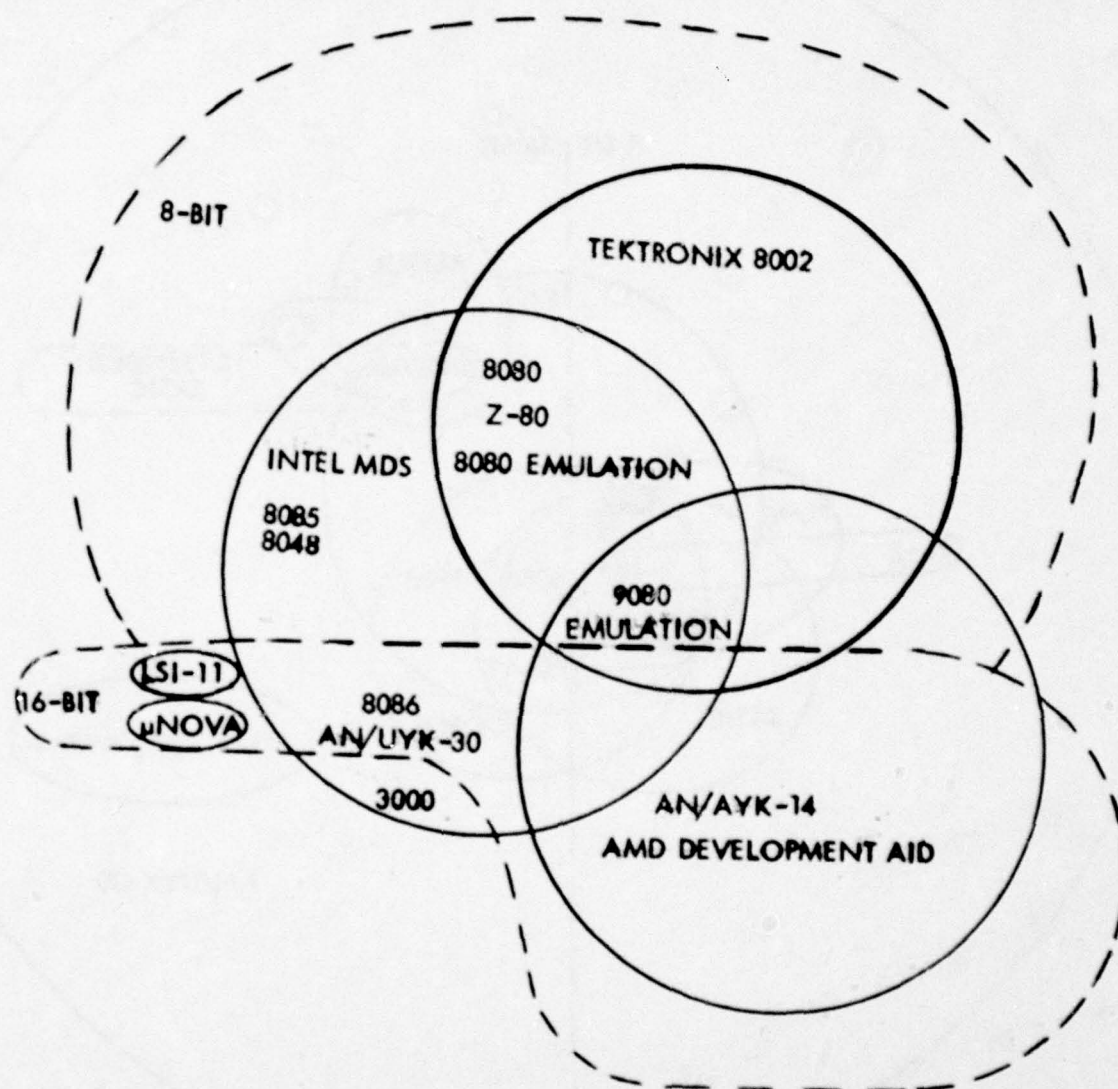 8-BIT
TEKTRONIX 8002
8080
Z-80
INTEL MDS
8080 EMULATION
8085
8048
9080
EMULATION
(16-BIT
LSI-11
μNOVA
8086
AN/UYK-30
3000
AN/AYK-14
AMD DEVELOPMENT AID